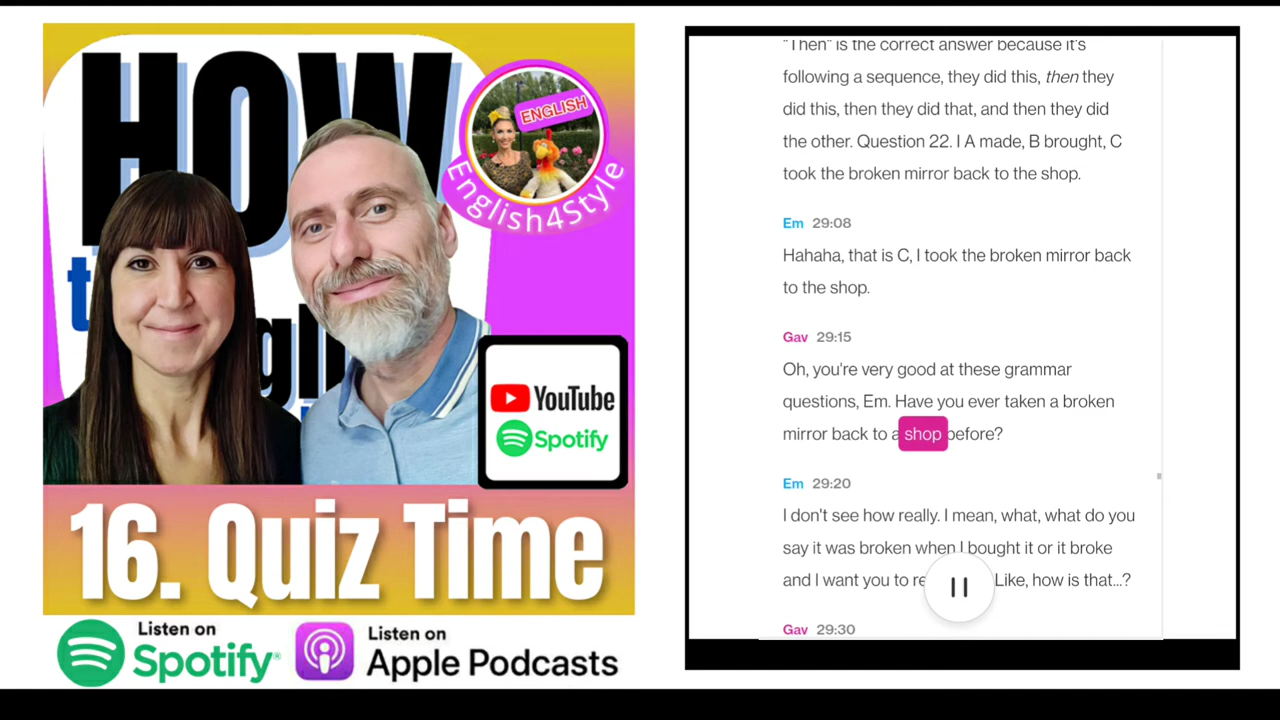 HOW
ENGLISH
English4Style
YouTube
Spotify
16. Quiz Time
Listen on
Spotify
Listen on
Apple Podcasts
"Then" is the correct answer because it's
following a sequence, they did this, then they
did this, then they did that, and then they did
the other. Question 22. I A made, B brought, C
took the broken mirror back to the shop.
Em 29:08
Hahaha, that is C, I took the broken mirror back
to the shop.
Gav 29:15
Oh, you're very good at these grammar
questions, Em. Have you ever taken a broken
mirror back to a shop before?
Em 29:20
I don't see how really. I mean, what, what do you
say it was broken when I bought it or it broke
and I want you to Like, how is that...?
Gav 29:30